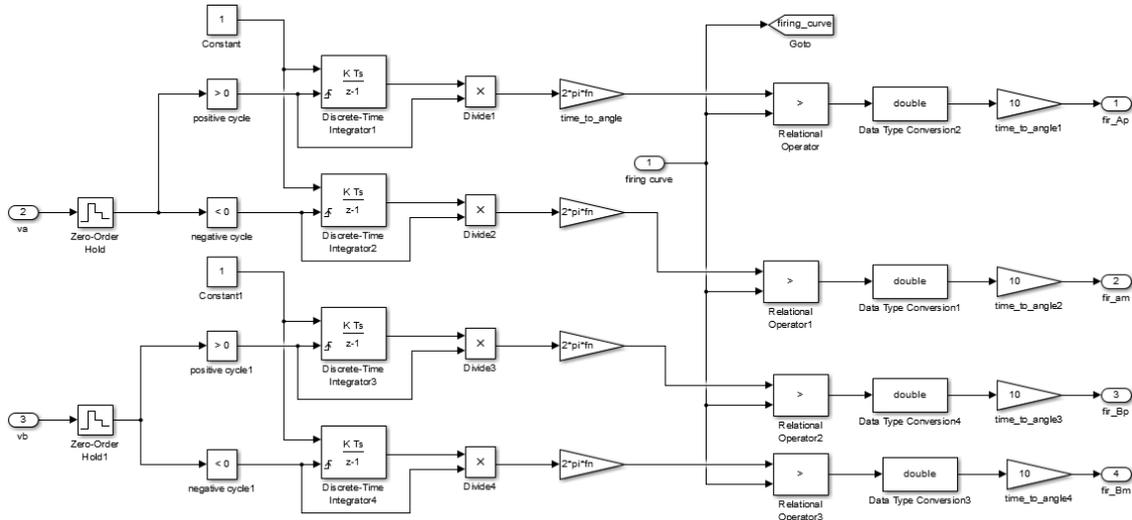 1
Constant
firing_curve
Goto
K Ts
z-1
Discrete-Time
Integrator1
> 0
positive cycle
×
Divide1
2*pi*fn
time_to_angle
>
Relational
Operator
double
Data Type Conversion2
10
time_to_angle1
1
fir_Ap
1
firing curve
2
va
Zero-Order
Hold
< 0
negative cycle
K Ts
z-1
Discrete-Time
Integrator2
×
Divide2
2*pi*fn
1
Constant1
>
Relational
Operator1
double
Data Type Conversion1
10
time_to_angle2
2
fir_am
> 0
positive cycle1
K Ts
z-1
Discrete-Time
Integrator3
×
Divide3
2*pi*fn
>
Relational
Operator2
double
Data Type Conversion4
10
time_to_angle3
3
fir_Bp
3
vb
Zero-Order
Hold1
< 0
negative cycle1
K Ts
z-1
Discrete-Time
Integrator4
×
Divide4
2*pi*fn
>
Relational
Operator3
double
Data Type Conversion3
10
time_to_angle4
4
fir_Bm